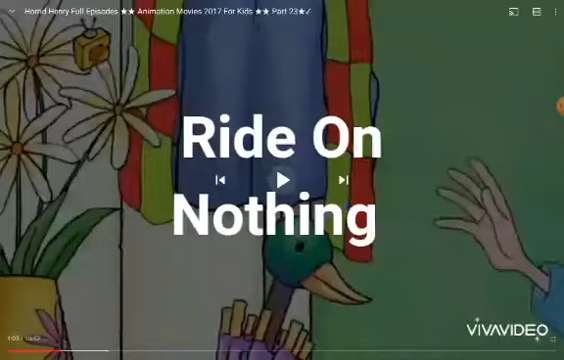 Horrid Henry Full Episodes ★★ Animation Movies 2017 For Kids ★★ Part 23★✓
Ride On
Nothing
VIVAVIDEO